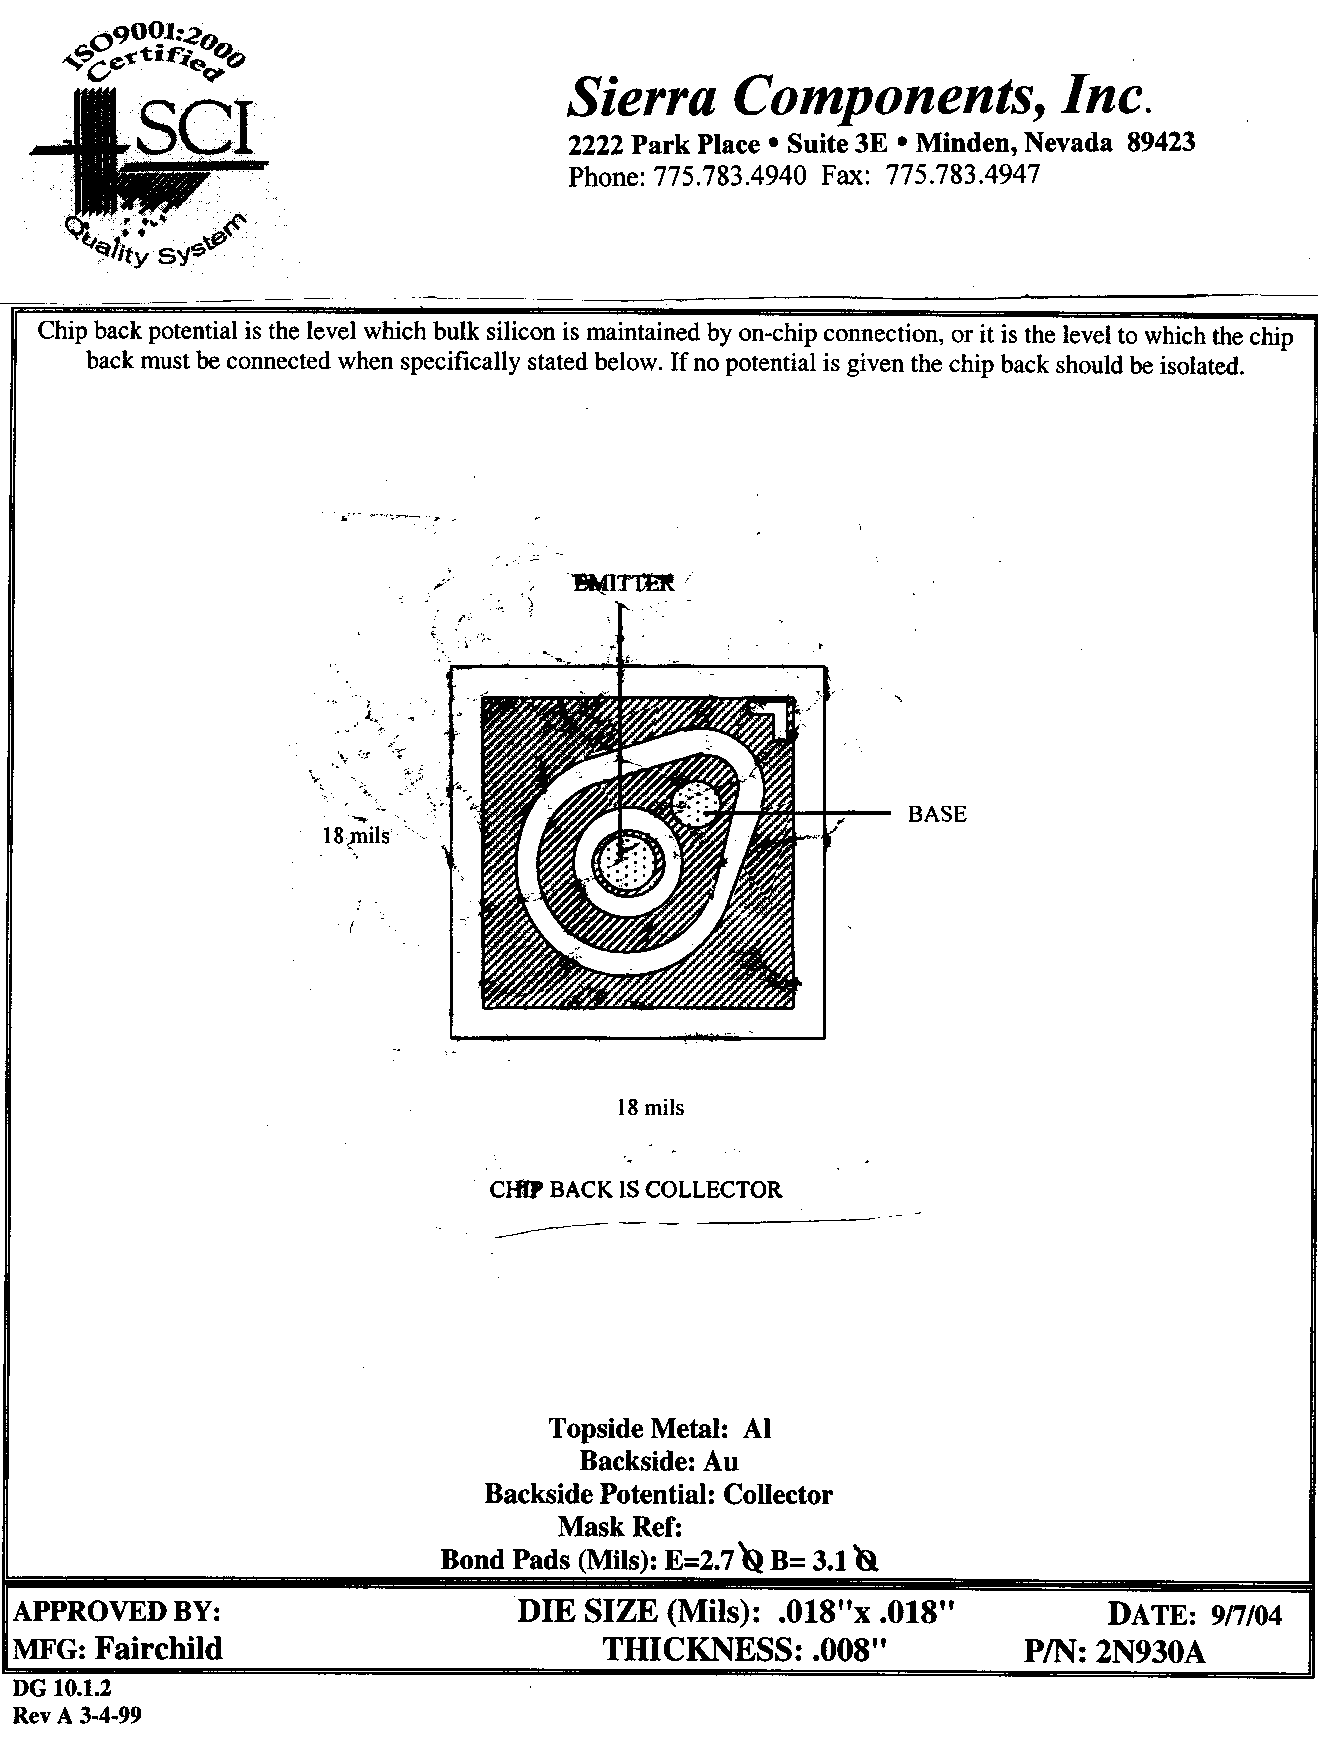 ISO9001:2000
Certified
SCI
Quality System
Sierra Components, Inc.
2222 Park Place • Suite 3E • Minden, Nevada 89423
Phone: 775.783.4940 Fax: 775.783.4947
Chip back potential is the level which bulk silicon is maintained by on-chip connection, or it is the level to which the chip
back must be connected when specifically stated below. If no potential is given the chip back should be isolated.
EMITTER
BASE
18 mils
18 mils
CHIP BACK IS COLLECTOR
Topside Metal: Al
Backside: Au
Backside Potential: Collector
Mask Ref:
Bond Pads (Mils): E=2.7 B= 3.1
APPROVED BY:
DIE SIZE (Mils): .018"x .018"
DATE: 9/7/04
MFG: Fairchild
THICKNESS: .008"
P/N: 2N930A
DG 10.1.2
Rev A 3-4-99